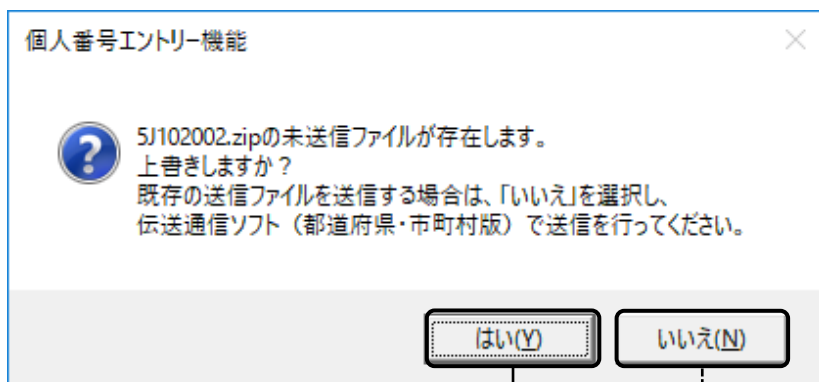 個人番号エントリー機能
5J102002.zipの未送信ファイルが存在します。
上書きしますか？
既存の送信ファイルを送信する場合は、「いいえ」を選択し、
伝送通信ソフト（都道府県・市町村版）で送信を行ってください。
はい(Y)
いいえ(N)